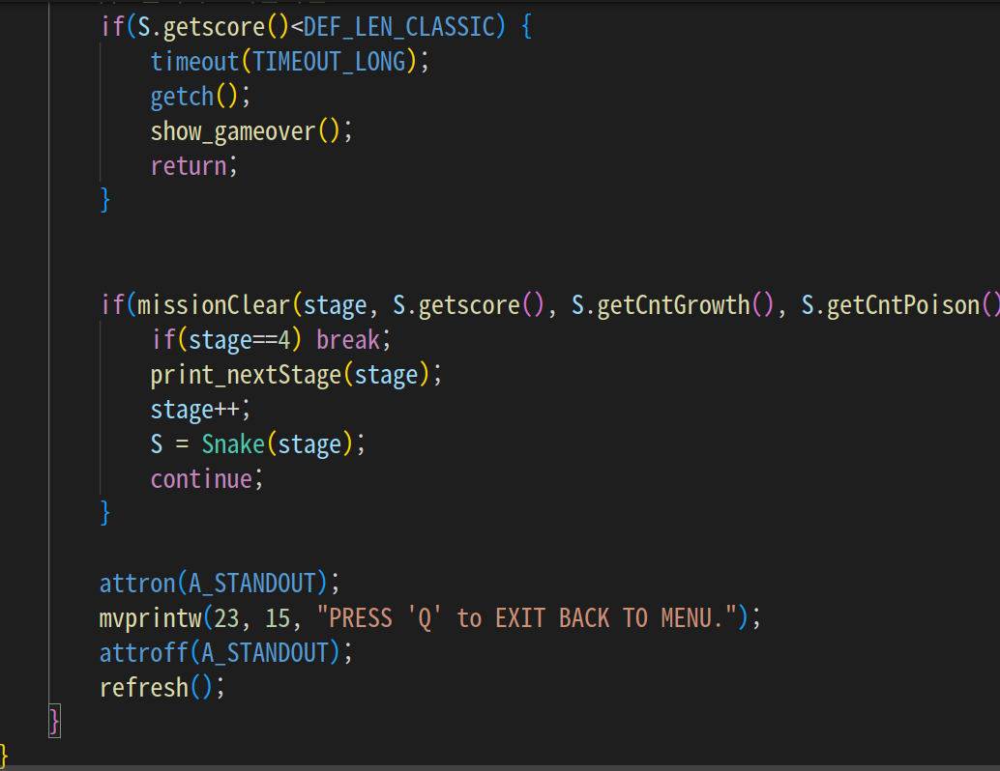 if(S.getscore()<DEF_LEN_CLASSIC) {
timeout(TIMEOUT_LONG);
getch();
show_gameover();
return;
}
if(missionClear(stage, S.getscore(), S.getCntGrowth(), S.getCntPoison()
if(stage==4) break;
print_nextStage(stage);
stage++;
S = Snake(stage);
continue;
}
attron(A_STANDOUT);
mvprintw(23, 15, "PRESS 'Q' to EXIT BACK TO MENU.");
attroff(A_STANDOUT);
refresh();
}
}